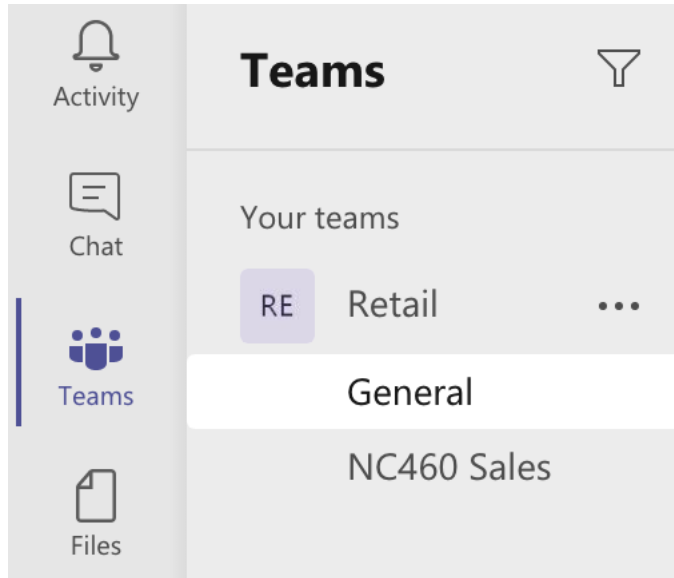 Activity
Chat
Teams
Files
Teams
Your teams
RE Retail
General
NC460 Sales